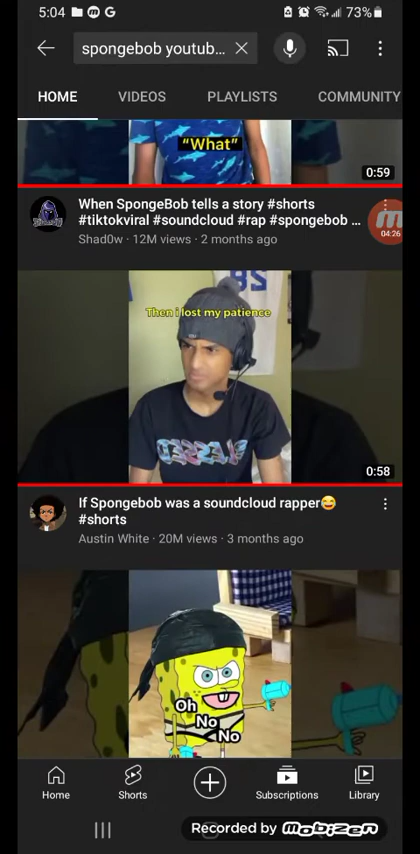 5:04
G
73%
spongebob youtub...
HOME VIDEOS PLAYLISTS COMMUNITY
"What"
0:59
When SpongeBob tells a story #shorts
#tiktokviral #soundcloud #rap #spongebob ...
Shad0w · 12M views · 2 months ago
04:26
Then i lost my patience
BLESSED
0:58
If Spongebob was a soundcloud rapper😂
#shorts
Austin White · 20M views · 3 months ago
Oh
No
No
Home Shorts Subscriptions Library
Recorded by mobizen